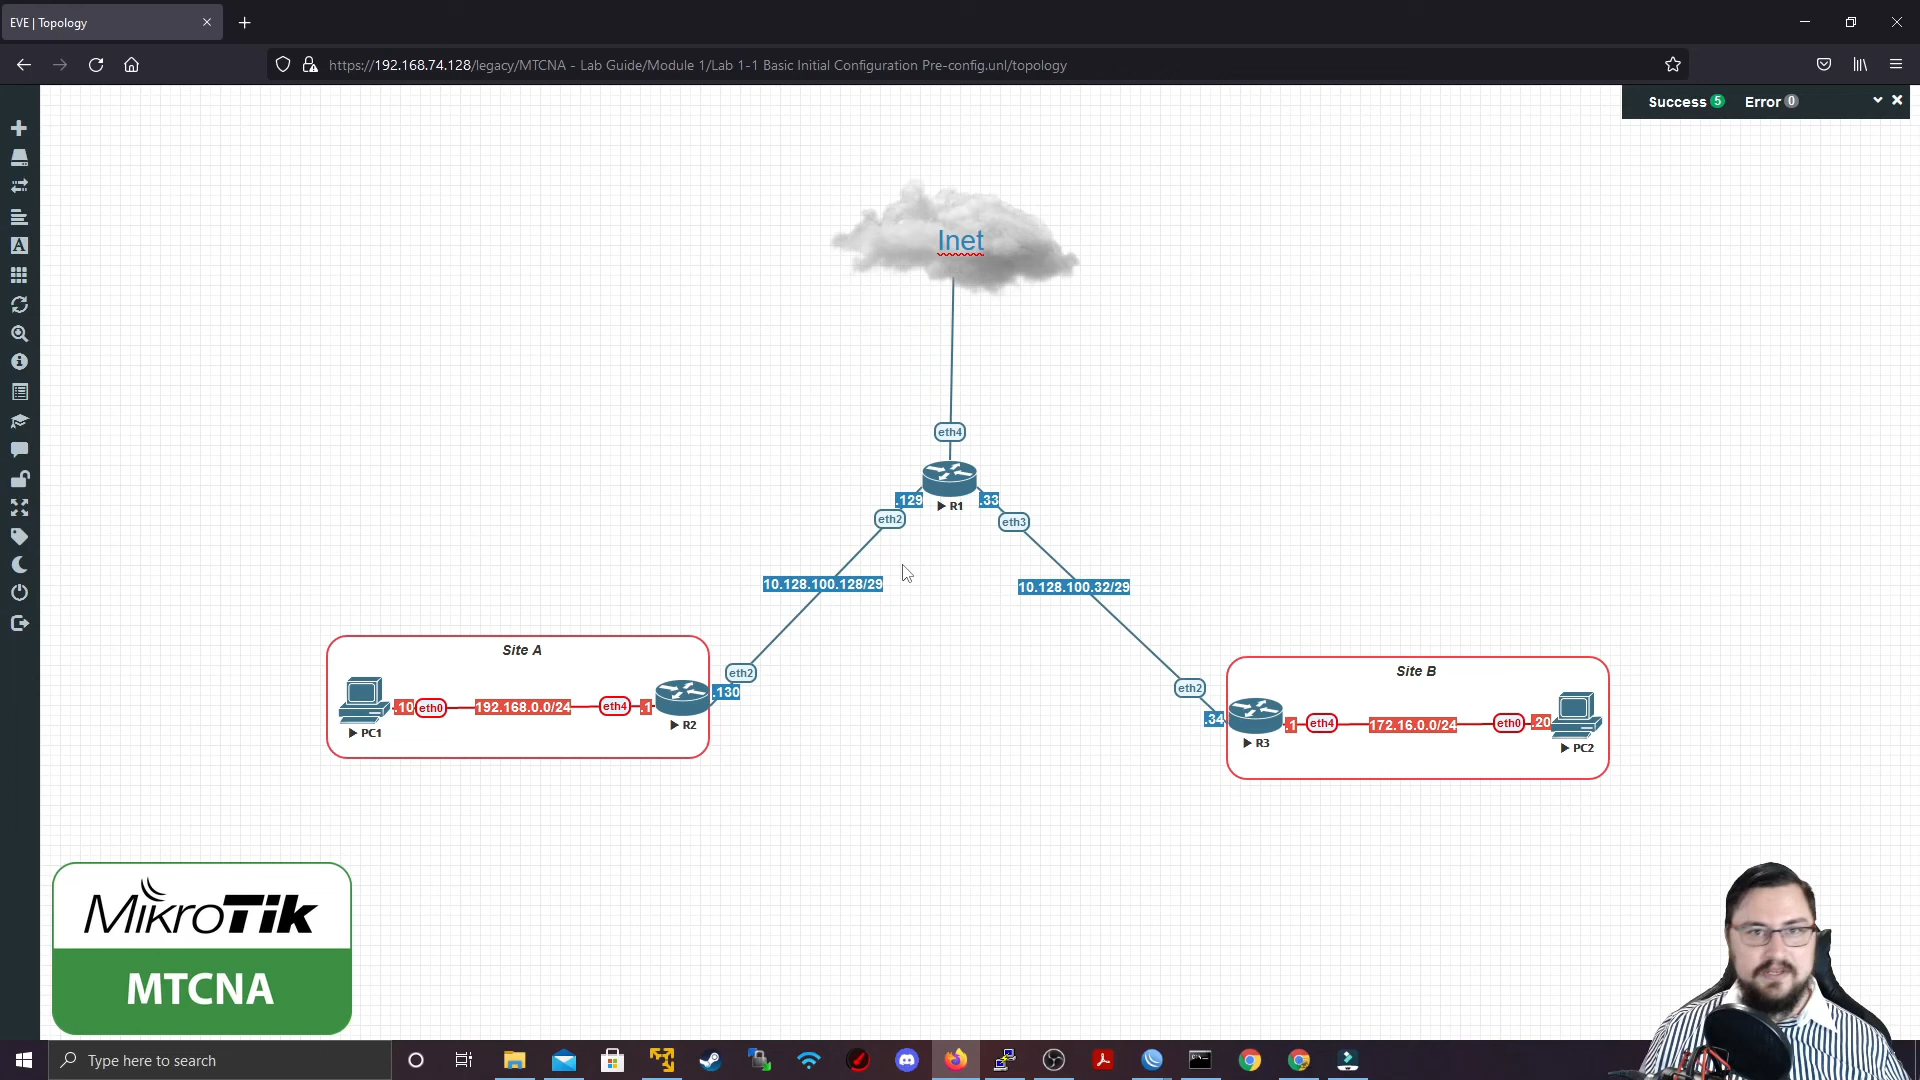 EVE | Topology
https://192.168.74.128/legacy/MTCNA - Lab Guide/Module 1/Lab 1-1 Basic Initial Configuration Pre-config.unl/topology
Success 5 Error 0
Inet
eth4
.129 R1 .33
eth2 eth3
10.128.100.128/29 10.128.100.32/29
Site A
eth2
.130
.10 eth0 192.168.0.0/24 eth4 .1
PC1 R2
Site B
eth2
.34
.1 eth4 172.16.0.0/24 eth0 .20
R3 PC2
MikroTik
MTCNA
Type here to search